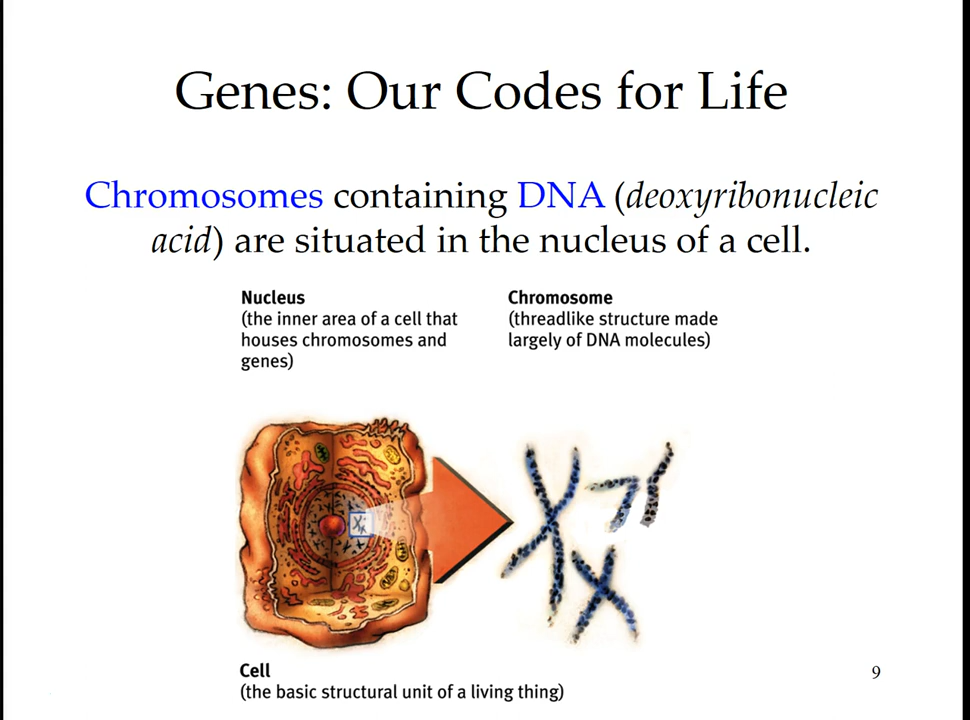 Genes: Our Codes for Life
Chromosomes containing DNA (deoxyribonucleic
acid) are situated in the nucleus of a cell.
Nucleus
(the inner area of a cell that
houses chromosomes and
genes)
Chromosome
(threadlike structure made
largely of DNA molecules)
Cell
(the basic structural unit of a living thing)
9